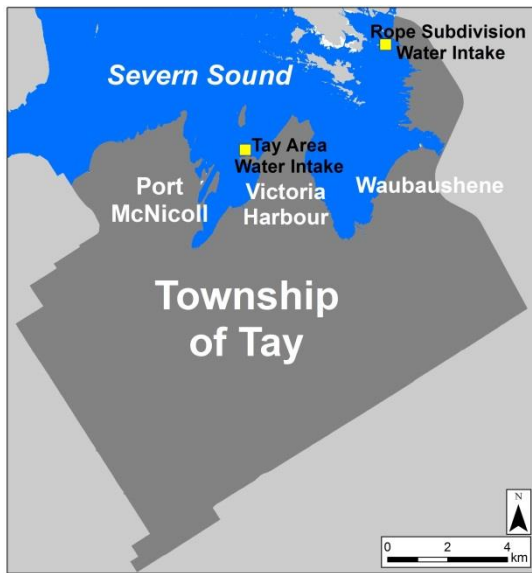 Rope Subdivision
Water Intake
Severn Sound
Tay Area
Water Intake
Port
McNicoll
Victoria
Harbour
Waubaushene
Township
of Tay
N
0 2 4
km